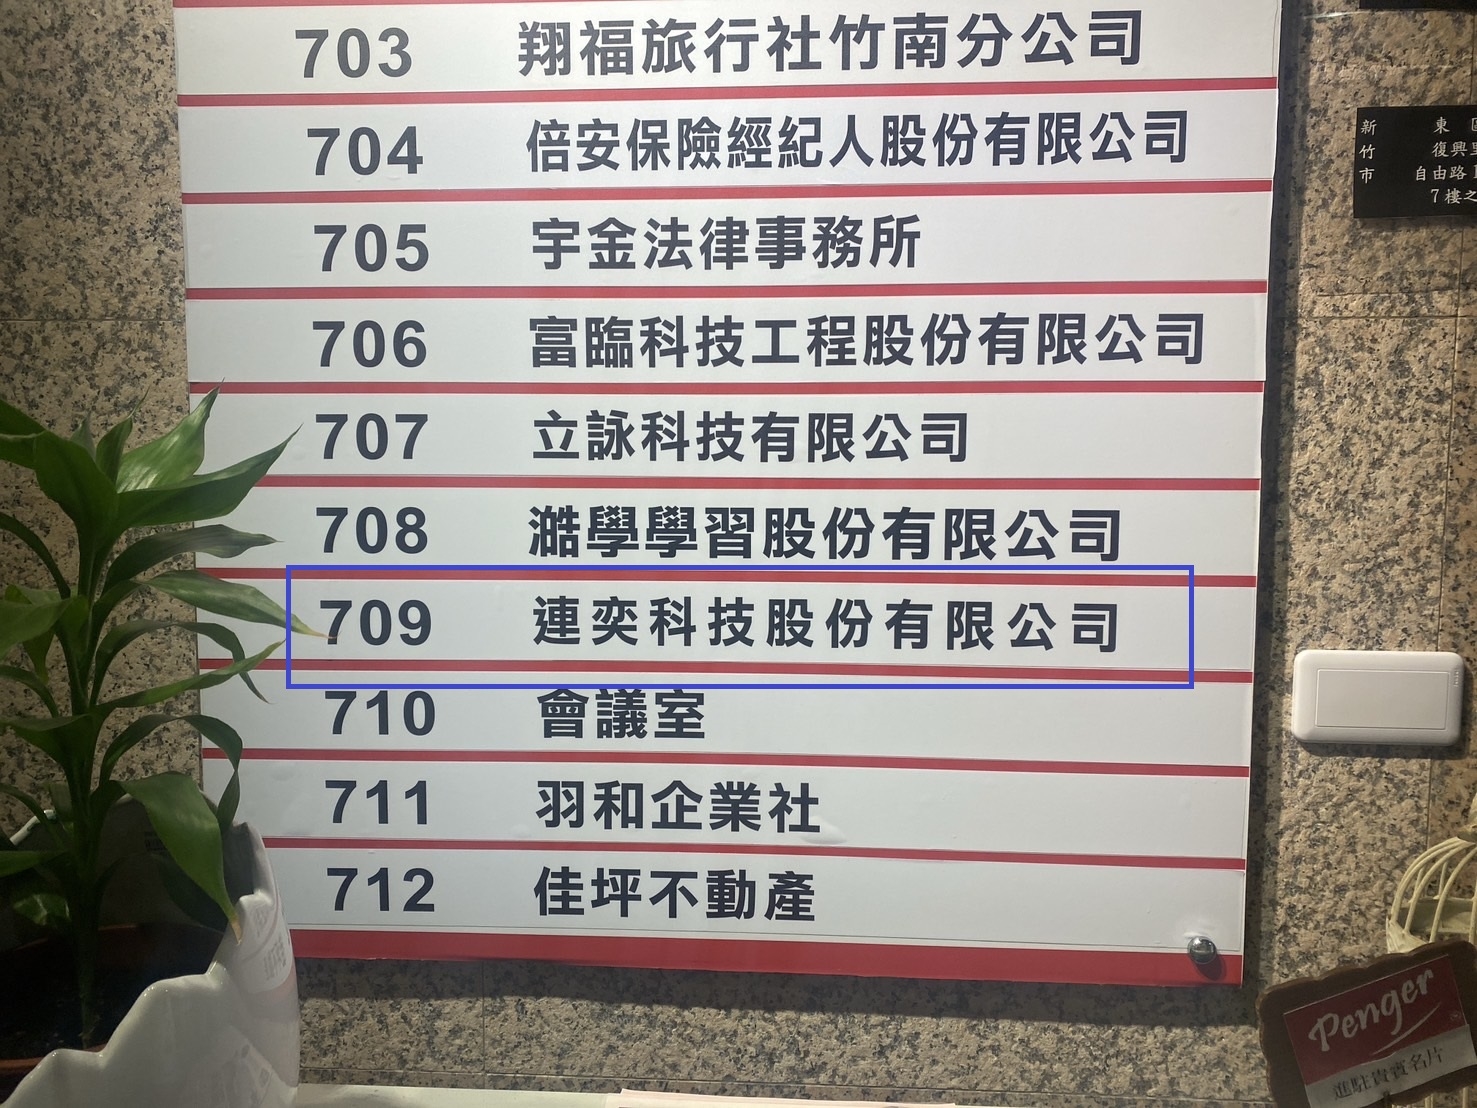 703 翔福旅行社竹南分公司
704 倍安保險經紀人股份有限公司
705 宇金法律事務所
706 富臨科技工程股份有限公司
707 立詠科技有限公司
708 澔學學習股份有限公司
709 連奕科技股份有限公司
710 會議室
711 羽和企業社
712 佳坪不動產
新竹市
東
復興里
自由路
7樓之
Penger
進駐貴賓名片